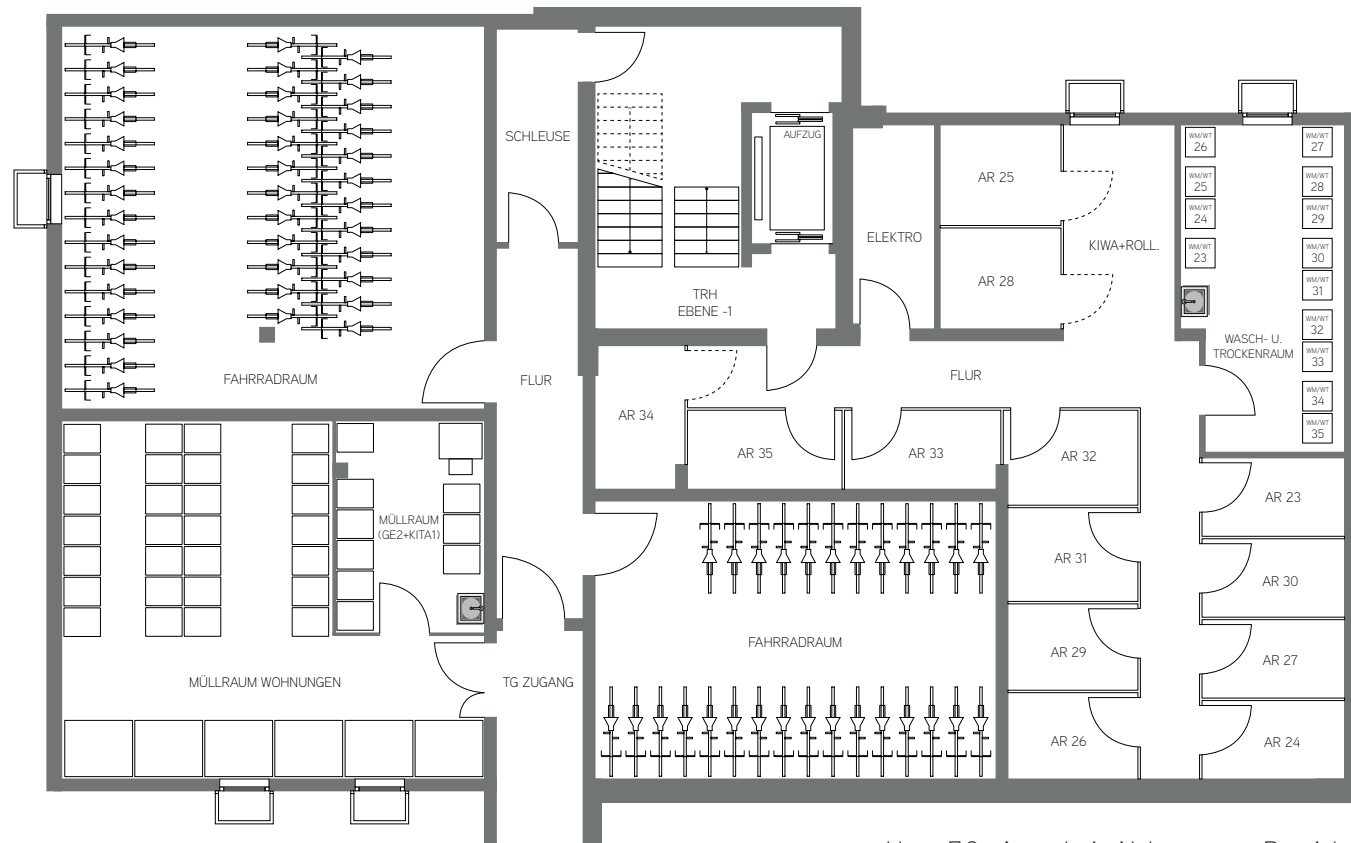 SCHLEUSE
AUFZUG
ELEKTRO
AR 25
AR 28
KIWA+ROLL.
WM/WT
26
WM/WT
27
WM/WT
25
WM/WT
28
WM/WT
24
WM/WT
29
WM/WT
23
WM/WT
30
WM/WT
31
WM/WT
32
WM/WT
33
WM/WT
34
WM/WT
35
WASCH- U.
TROCKENRAUM
TRH
EBENE -1
FAHRRADRAUM
FLUR
FLUR
AR 34
AR 35
AR 33
AR 32
AR 23
MÜLLRAUM
(GE2+KITA1)
AR 31
AR 30
FAHRRADRAUM
AR 29
AR 27
MÜLLRAUM WOHNUNGEN
TG ZUGANG
AR 26
AR 24